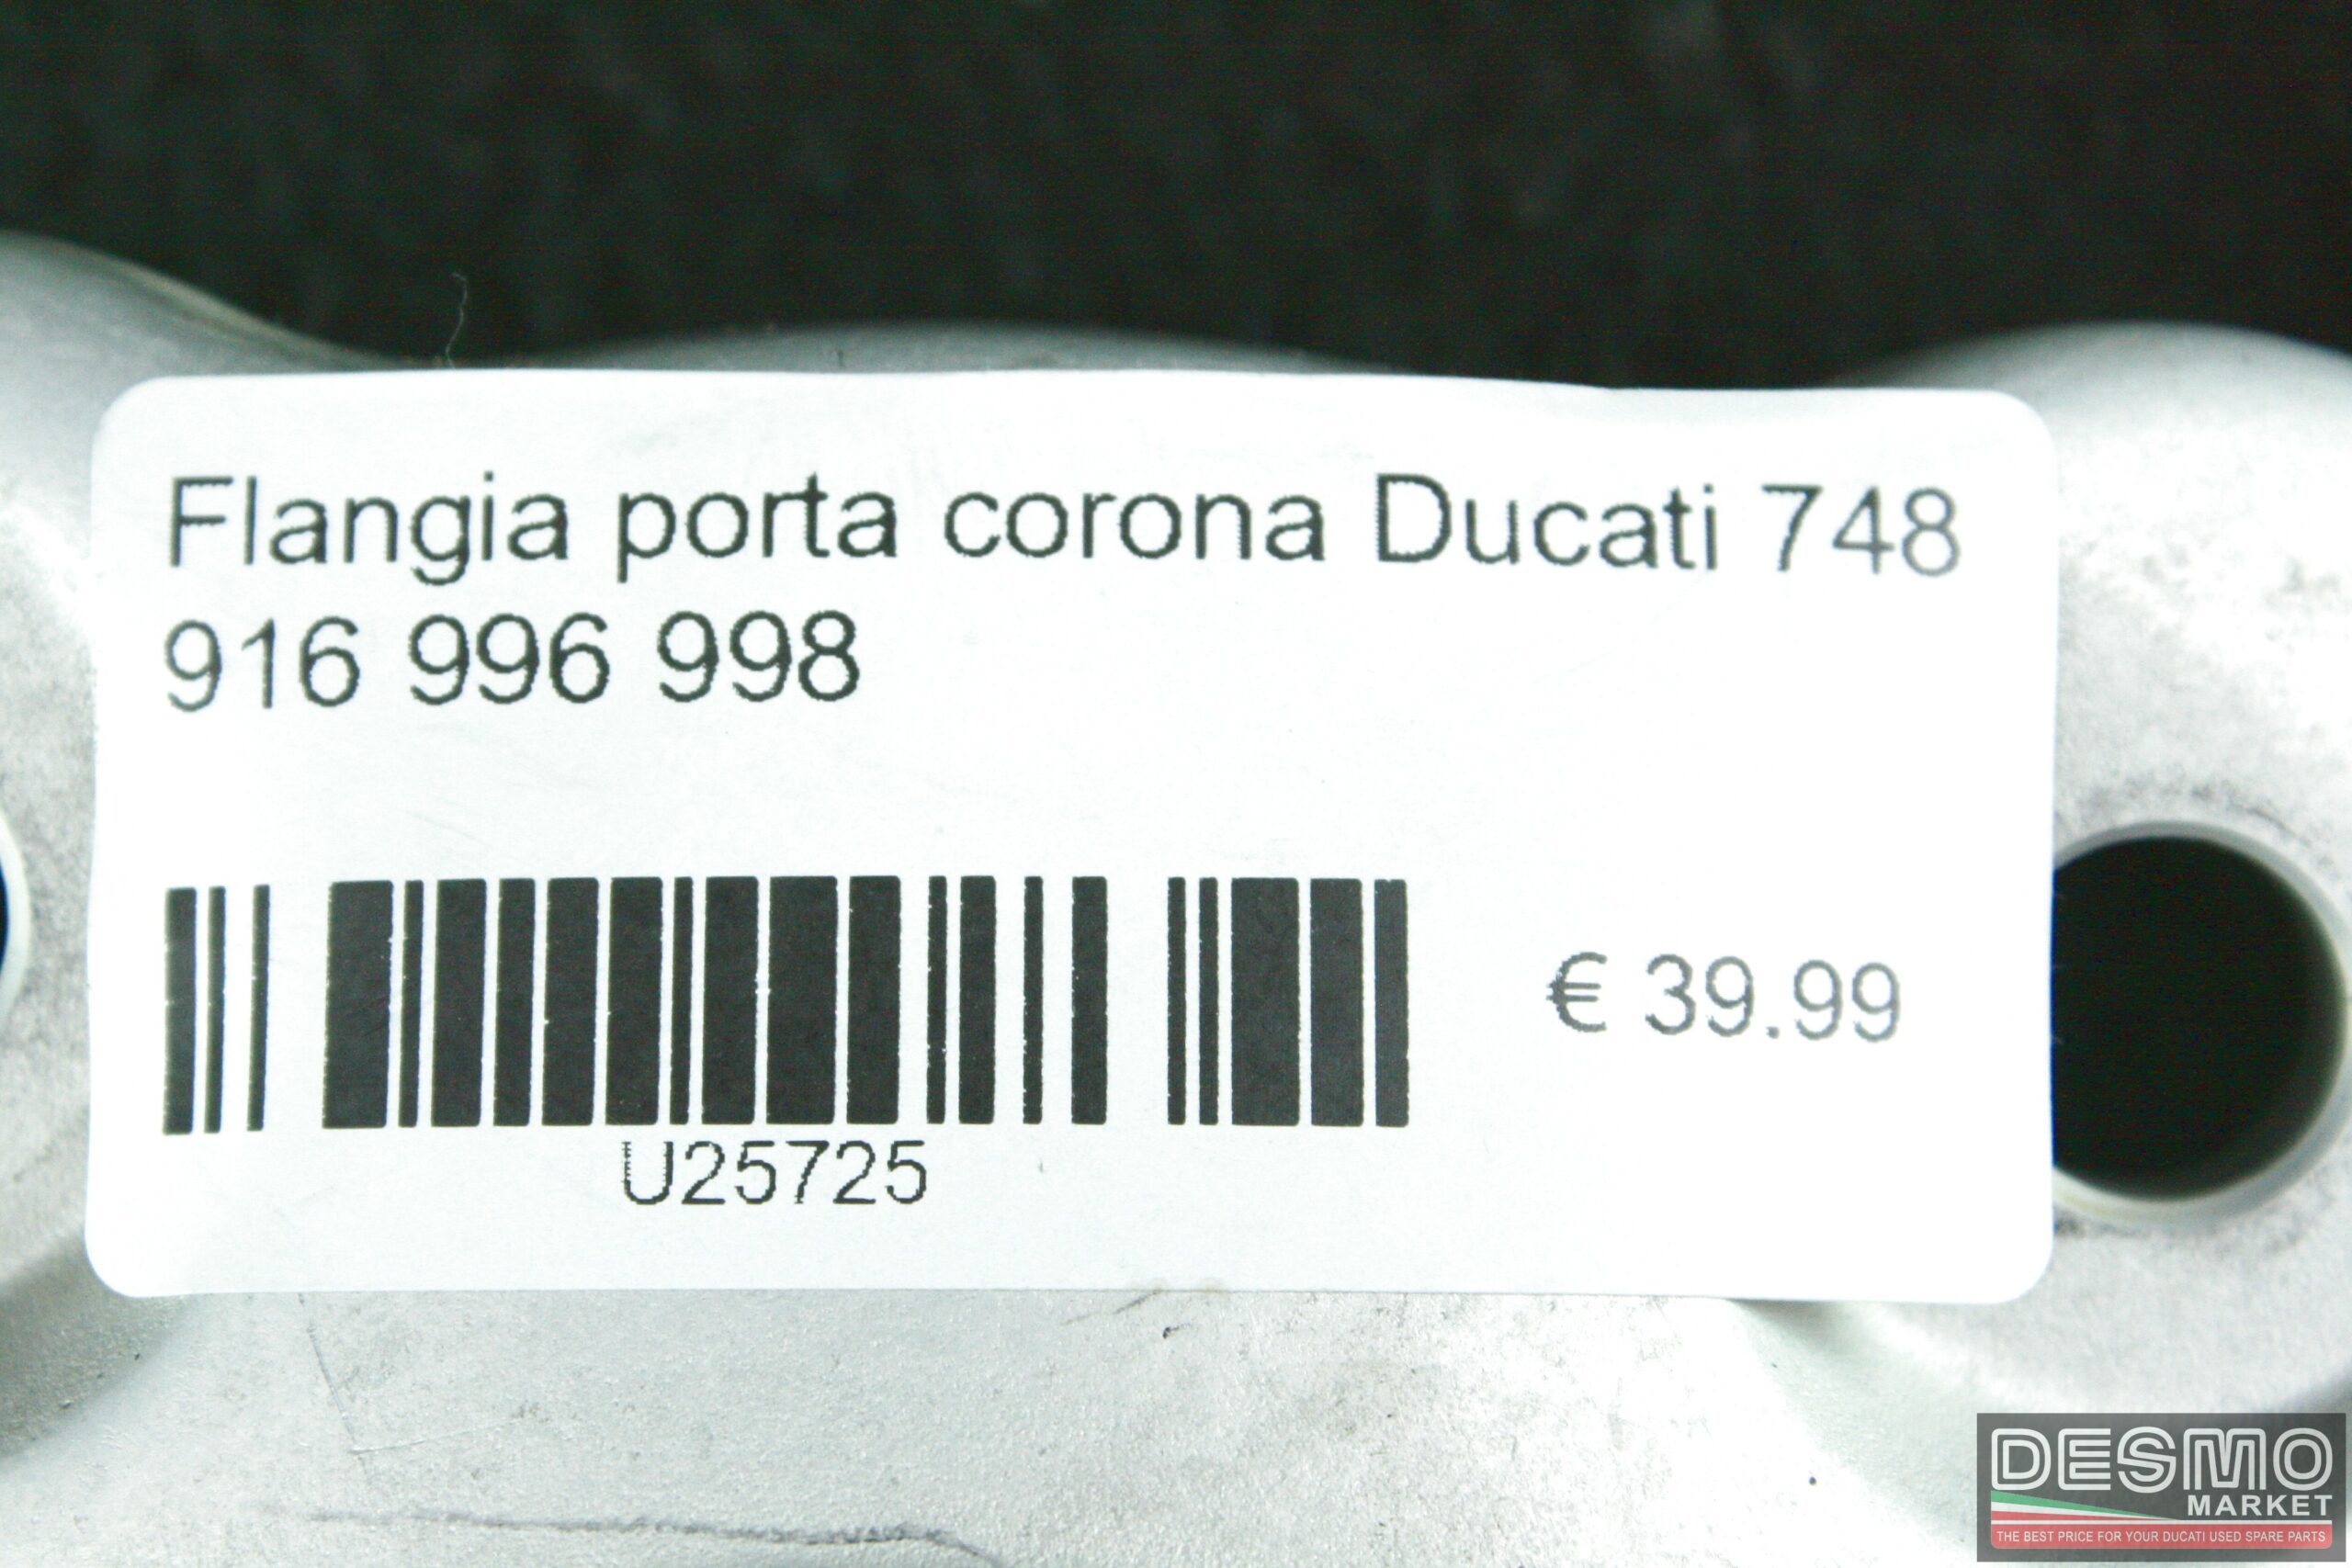 Flangia porta corona Ducati 748
916 996 998
€ 39.99
U25725
DESMO
MARKET
THE BEST PRICE FOR YOUR DUCATI USED SPARE PARTS